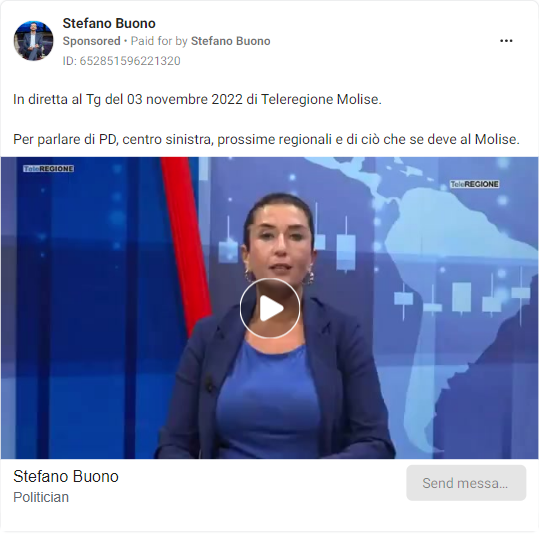 Stefano Buono
Sponsored • Paid for by Stefano Buono
ID: 652851596221320
In diretta al Tg del 03 novembre 2022 di Teleregione Molise.
Per parlare di PD, centro sinistra, prossime regionali e di ciò che se deve al Molise.
TeleREGIONE
TeleREGIONE
Stefano Buono
Politician
Send messa...